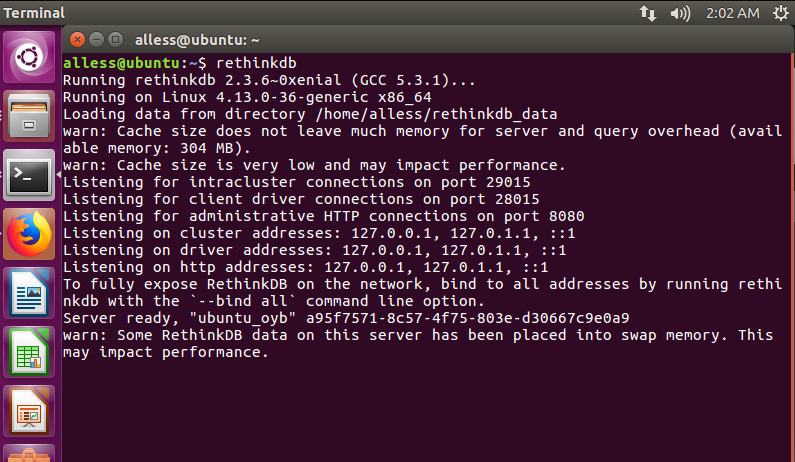 Terminal
2:02 AM
alless@ubuntu: ~
alless@ubuntu:~$ rethinkdb
Running rethinkdb 2.3.6~0xenial (GCC 5.3.1)...
Running on Linux 4.13.0-36-generic x86_64
Loading data from directory /home/alless/rethinkdb_data
warn: Cache size does not leave much memory for server and query overhead (avail
able memory: 304 MB).
warn: Cache size is very low and may impact performance.
Listening for intracluster connections on port 29015
Listening for client driver connections on port 28015
Listening for administrative HTTP connections on port 8080
Listening on cluster addresses: 127.0.0.1, 127.0.1.1, ::1
Listening on driver addresses: 127.0.0.1, 127.0.1.1, ::1
Listening on http addresses: 127.0.0.1, 127.0.1.1, ::1
To fully expose RethinkDB on the network, bind to all addresses by running rethi
nkdb with the `--bind all` command line option.
Server ready, "ubuntu_oyb" a95f7571-8c57-4f75-803e-d30667c9e0a9
warn: Some RethinkDB data on this server has been placed into swap memory. This
may impact performance.